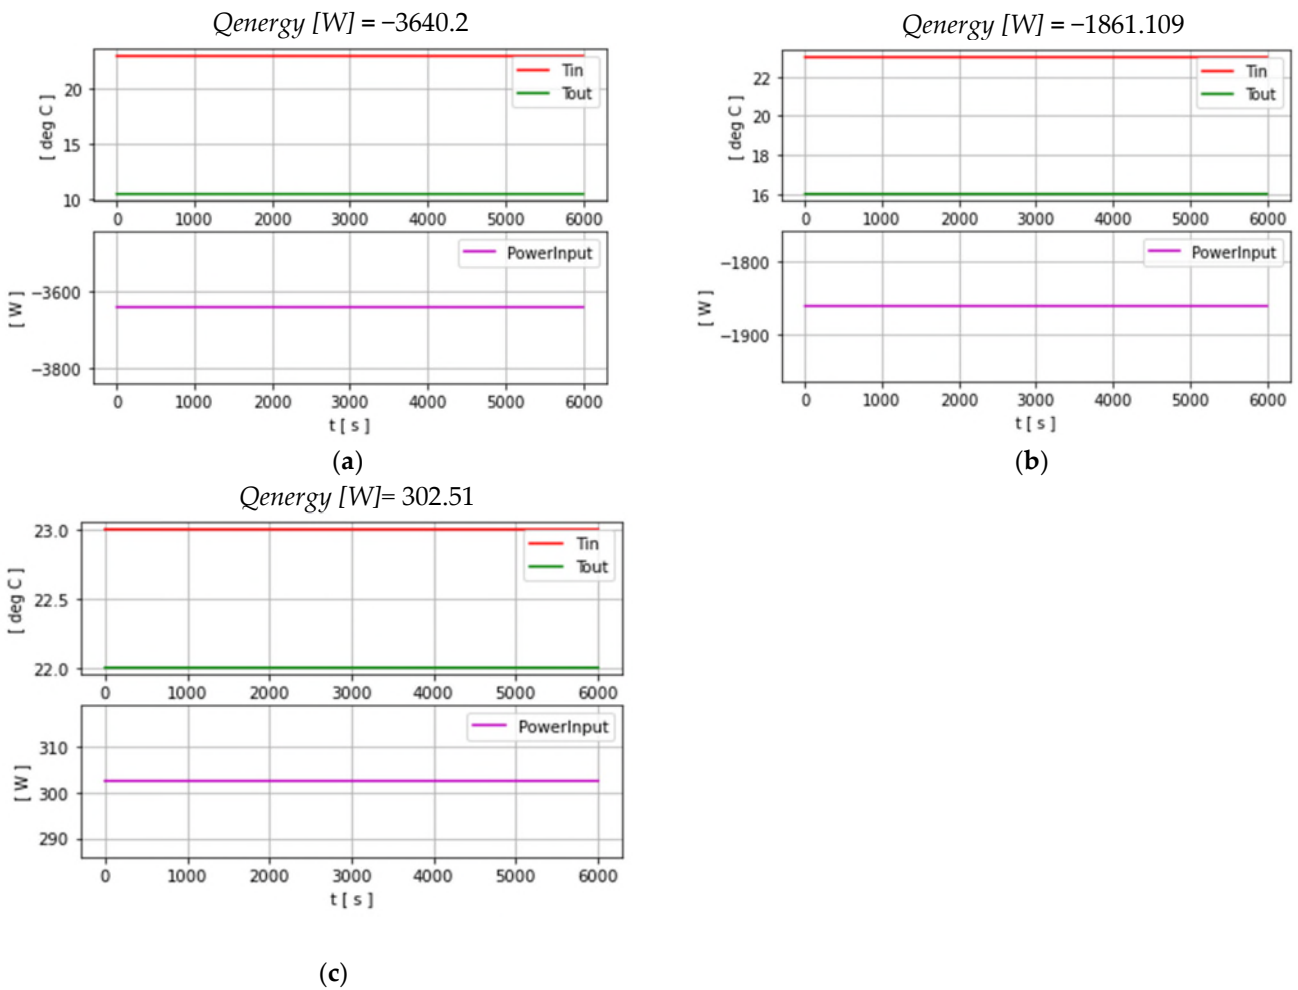 Qenergy [W] = −3640.2
20
15
10
[ deg C ]
Tin
Tout
0 1000 2000 3000 4000 5000 6000
−3600
−3800
[ W ]
PowerInput
0 1000 2000 3000 4000 5000 6000
t [ s ]
(a)
Qenergy [W] = −1861.109
22
20
18
16
[ deg C ]
Tin
Tout
0 1000 2000 3000 4000 5000 6000
−1800
−1900
[ W ]
PowerInput
0 1000 2000 3000 4000 5000 6000
t [ s ]
(b)
Qenergy [W]= 302.51
23.0
22.5
22.0
[ deg C ]
Tin
Tout
0 1000 2000 3000 4000 5000 6000
310
300
290
[ W ]
PowerInput
0 1000 2000 3000 4000 5000 6000
t [ s ]
(c)